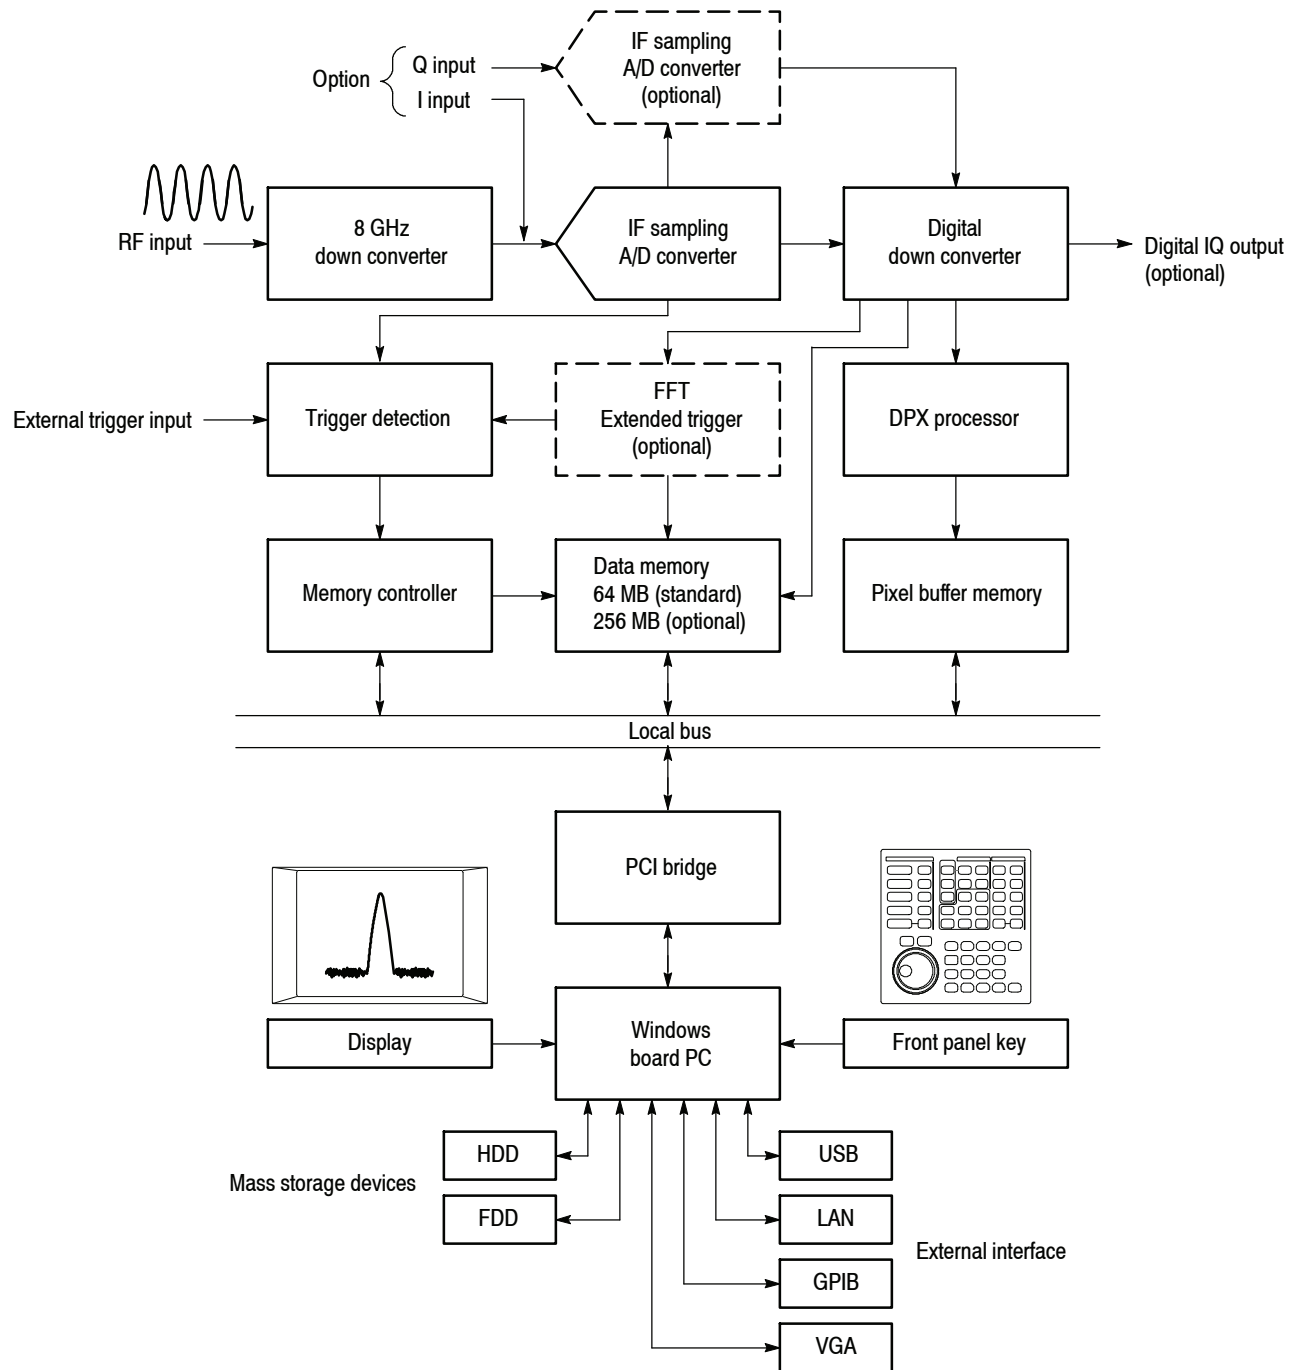 IF sampling
A/D converter
(optional)
Option
Q input
I input
RF input
8 GHz
down converter
IF sampling
A/D converter
Digital
down converter
Digital IQ output
(optional)
External trigger input
Trigger detection
FFT
Extended trigger
(optional)
DPX processor
Memory controller
Data memory
64 MB (standard)
256 MB (optional)
Pixel buffer memory
Local bus
PCI bridge
Display
Windows
board PC
Front panel key
Mass storage devices
HDD
FDD
USB
LAN
GPIB
VGA
External interface